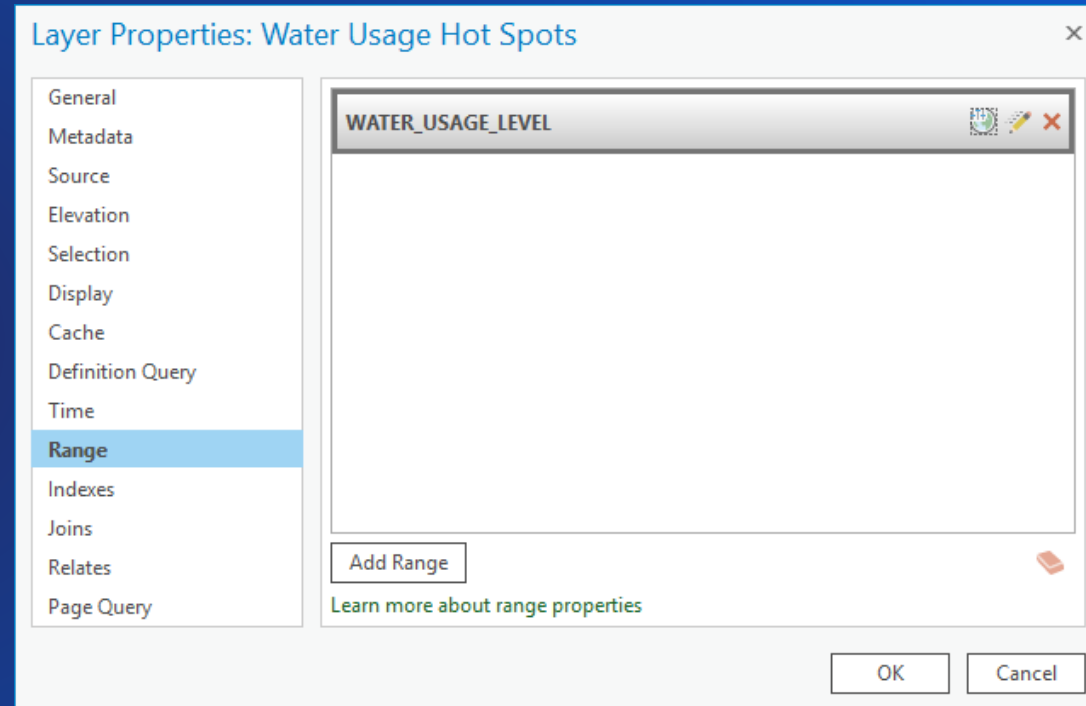 Layer Properties: Water Usage Hot Spots
General
Metadata
Source
Elevation
Selection
Display
Cache
Definition Query
Time
Range
Indexes
Joins
Relates
Page Query
WATER_USAGE_LEVEL
Add Range
Learn more about range properties
OK
Cancel